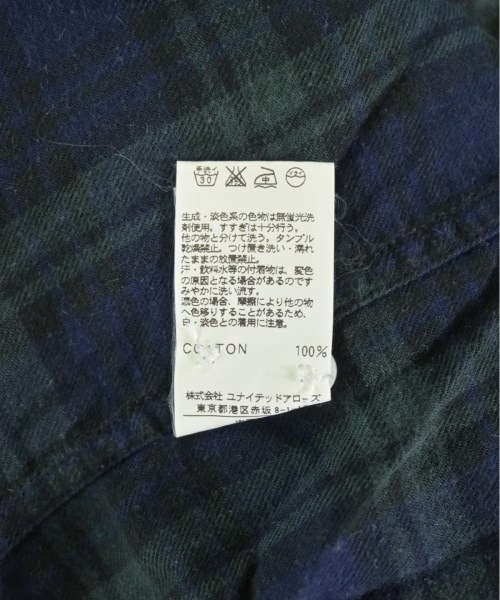 手洗イ
30
中
ドライ
生成・淡色系の色物は無蛍光洗
剤使用。すすぎは十分行う。
他の物と分けて洗う。タンブル
乾燥禁止。つけ置き洗い・濡れ
たままの放置禁止。
汗・飲料水等の付着物は、変色
の原因となる場合があるのです
みやかに洗い流す。
濃色の場合、摩擦により他の物
へ色移りすることがあるため、
白・淡色との着用に注意。
COTTON 100%
株式会社 ユナイテッドアローズ
東京都港区赤坂 8-1-